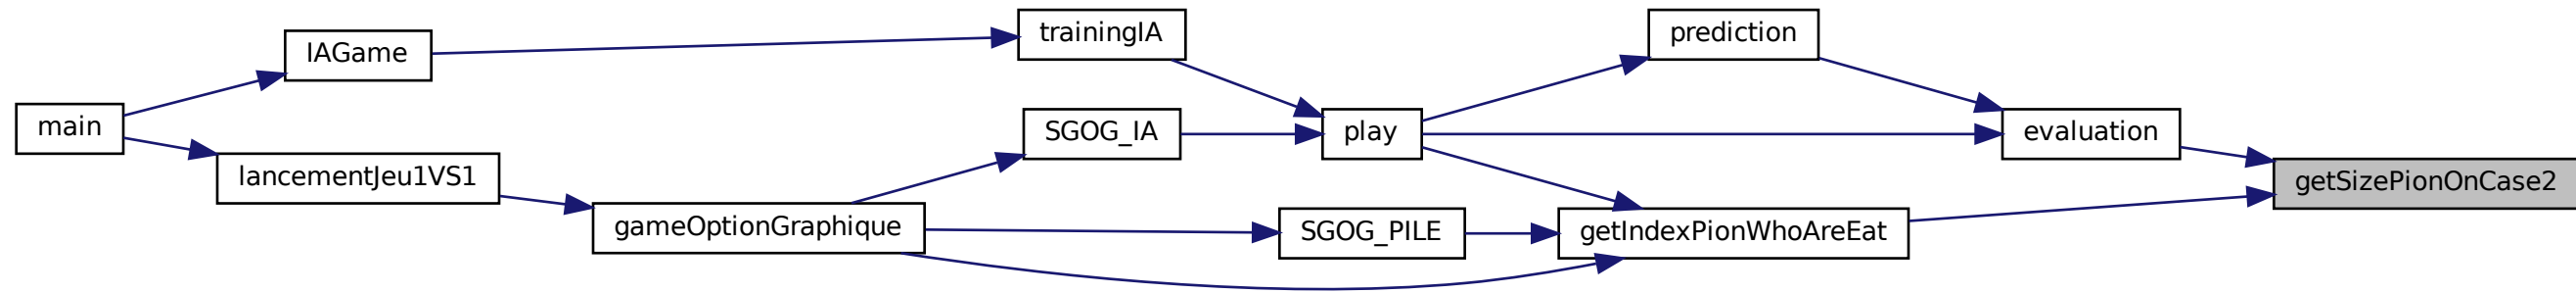 main
IAGame
lancementJeu1VS1
gameOptionGraphique
trainingIA
SGOG_IA
SGOG_PILE
play
prediction
getIndexPionWhoAreEat
evaluation
getSizePionOnCase2